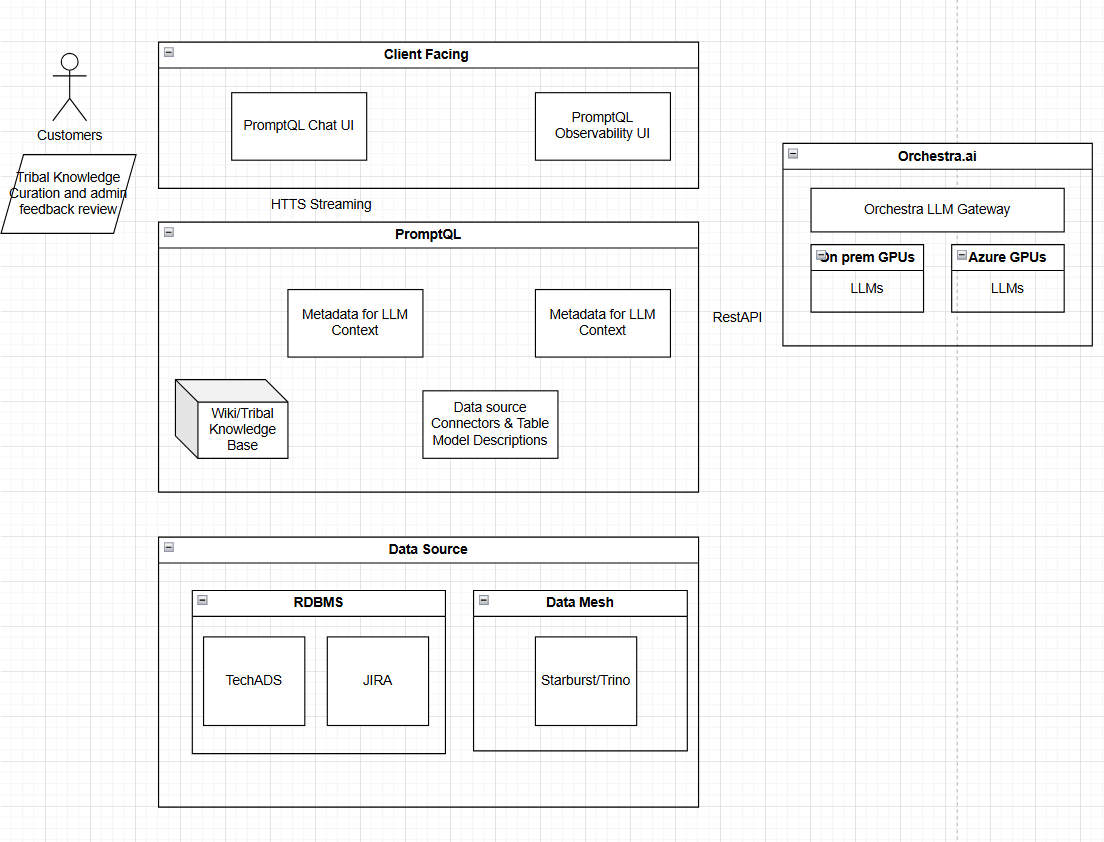 Client Facing
PromptQL Chat UI
PromptQL
Observability UI
Customers
Tribal Knowledge
Curation and admin
feedback review
HTTS Streaming
PromptQL
Metadata for LLM
Context
Metadata for LLM
Context
Wiki/Tribal
Knowledge
Base
Data source
Connectors & Table
Model Descriptions
RestAPI
Orchestra.ai
Orchestra LLM Gateway
On prem GPUs
LLMs
Azure GPUs
LLMs
Data Source
RDBMS
TechADS
JIRA
Data Mesh
Starburst/Trino